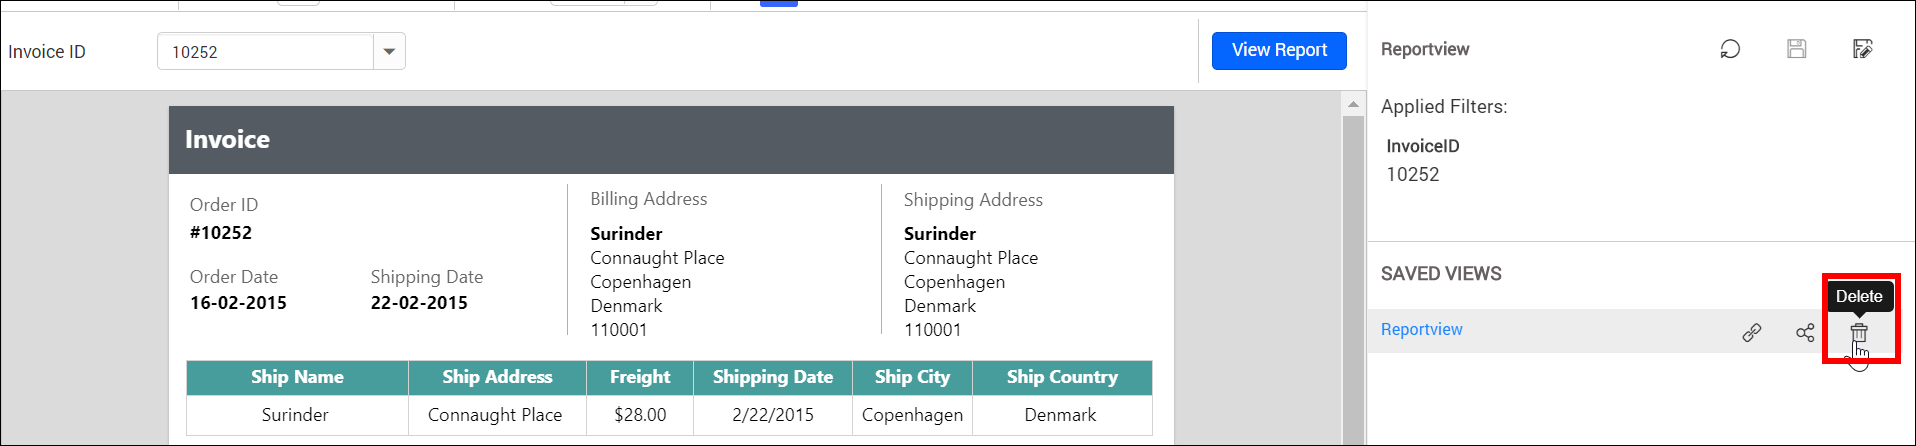 Invoice ID
10252
View Report
Invoice
Order ID
#10252
Order Date
16-02-2015
Shipping Date
22-02-2015
Billing Address
Surinder
Connaught Place
Copenhagen
Denmark
110001
Shipping Address
Surinder
Connaught Place
Copenhagen
Denmark
110001
Ship Name Ship Address Freight Shipping Date Ship City Ship Country
Surinder Connaught Place $28.00 2/22/2015 Copenhagen Denmark
Reportview
Applied Filters:
InvoiceID
10252
SAVED VIEWS
Delete
Reportview